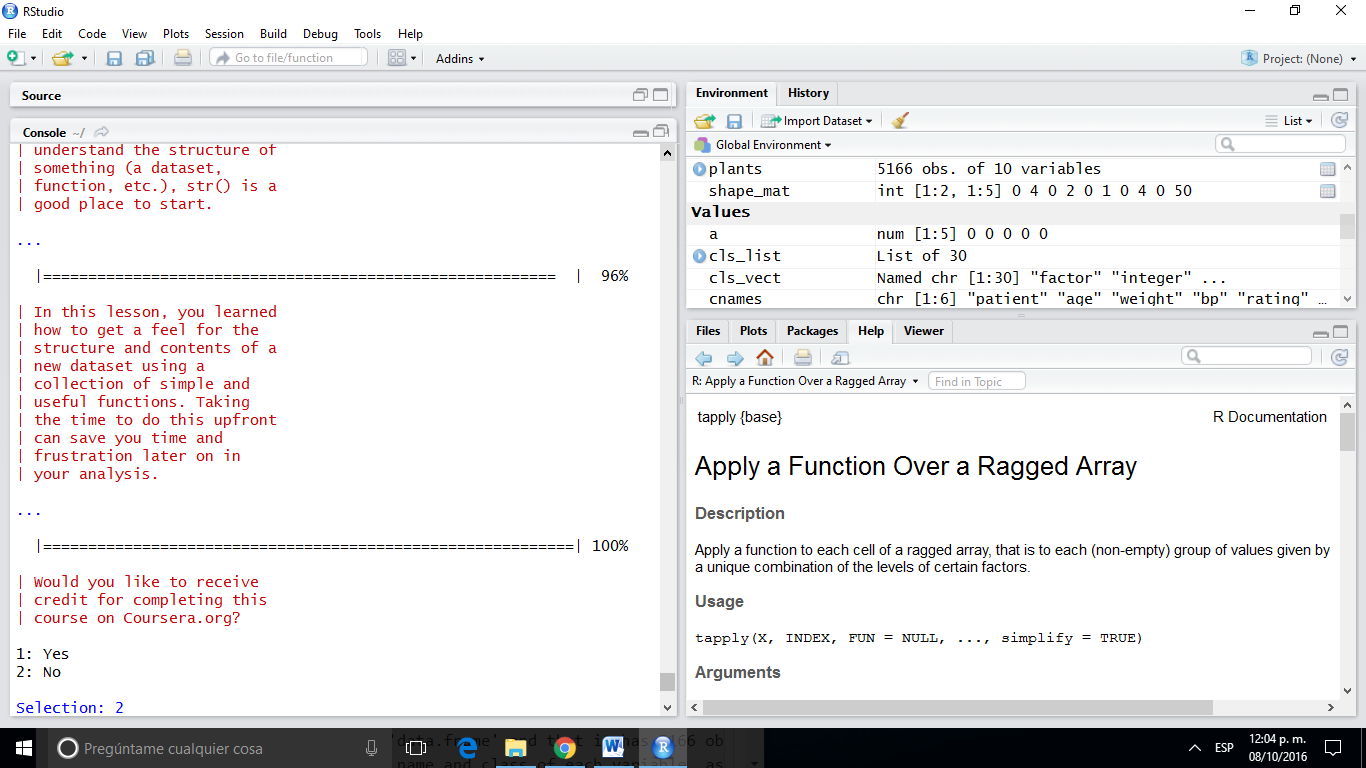 RStudio
File Edit Code View Plots Session Build Debug Tools Help
Go to file/function
Addins
Project: (None)
Source
Console ~/
| understand the structure of
| something (a dataset,
| function, etc.), str() is a
| good place to start.
...
|========================================================= | 96%
| In this lesson, you learned
| how to get a feel for the
| structure and contents of a
| new dataset using a
| collection of simple and
| useful functions. Taking
| the time to do this upfront
| can save you time and
| frustration later on in
| your analysis.
...
|===========================================================| 100%
| Would you like to receive
| credit for completing this
| course on Coursera.org?
1: Yes
2: No
Selection: 2
Environment History
Import Dataset
List
Global Environment
plants 5166 obs. of 10 variables
shape_mat int [1:2, 1:5] 0 4 0 2 0 1 0 4 0 50
Values
a num [1:5] 0 0 0 0 0
cls_list List of 30
cls_vect Named chr [1:30] "factor" "integer" ...
cnames chr [1:6] "patient" "age" "weight" "bp" "rating" …
Files Plots Packages Help Viewer
R: Apply a Function Over a Ragged Array
Find in Topic
tapply {base} R Documentation
Apply a Function Over a Ragged Array
Description
Apply a function to each cell of a ragged array, that is to each (non-empty) group of values given by
a unique combination of the levels of certain factors.
Usage
tapply(X, INDEX, FUN = NULL, ..., simplify = TRUE)
Arguments
Pregúntame cualquier cosa
ESP
12:04 p. m.
08/10/2016